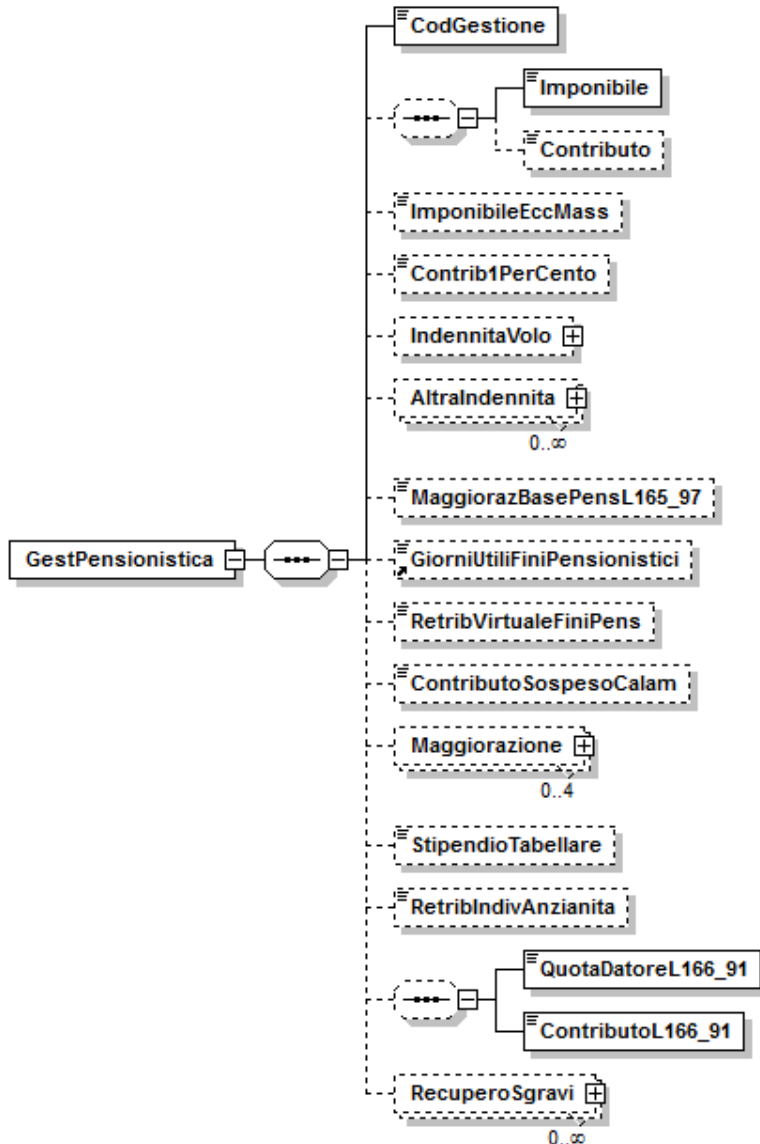 CodGestione
Imponibile
Contributo
ImponibileEccMass
Contrib1PerCento
IndennitaVolo
AltraIndennita
0..∞
MaggiorazBasePensL165_97
GestPensionistica
GiorniUtiliFiniPensionistici
RetribVirtualeFiniPens
ContributoSospesoCalam
Maggiorazione
0..4
StipendioTabellare
RetribIndivAnzianita
QuotaDatoreL166_91
ContributoL166_91
RecuperoSgravi
0..∞